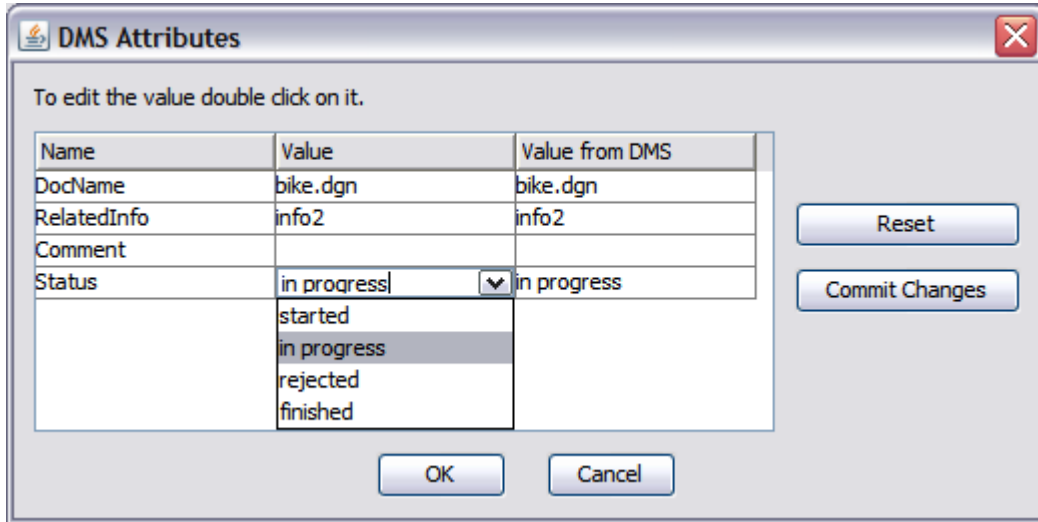 DMS Attributes
To edit the value double click on it.
Name Value Value from DMS
DocName bike.dgn bike.dgn
RelatedInfo info2 info2
Comment
Status in progress in progress
started
in progress
rejected
finished
Reset
Commit Changes
OK Cancel